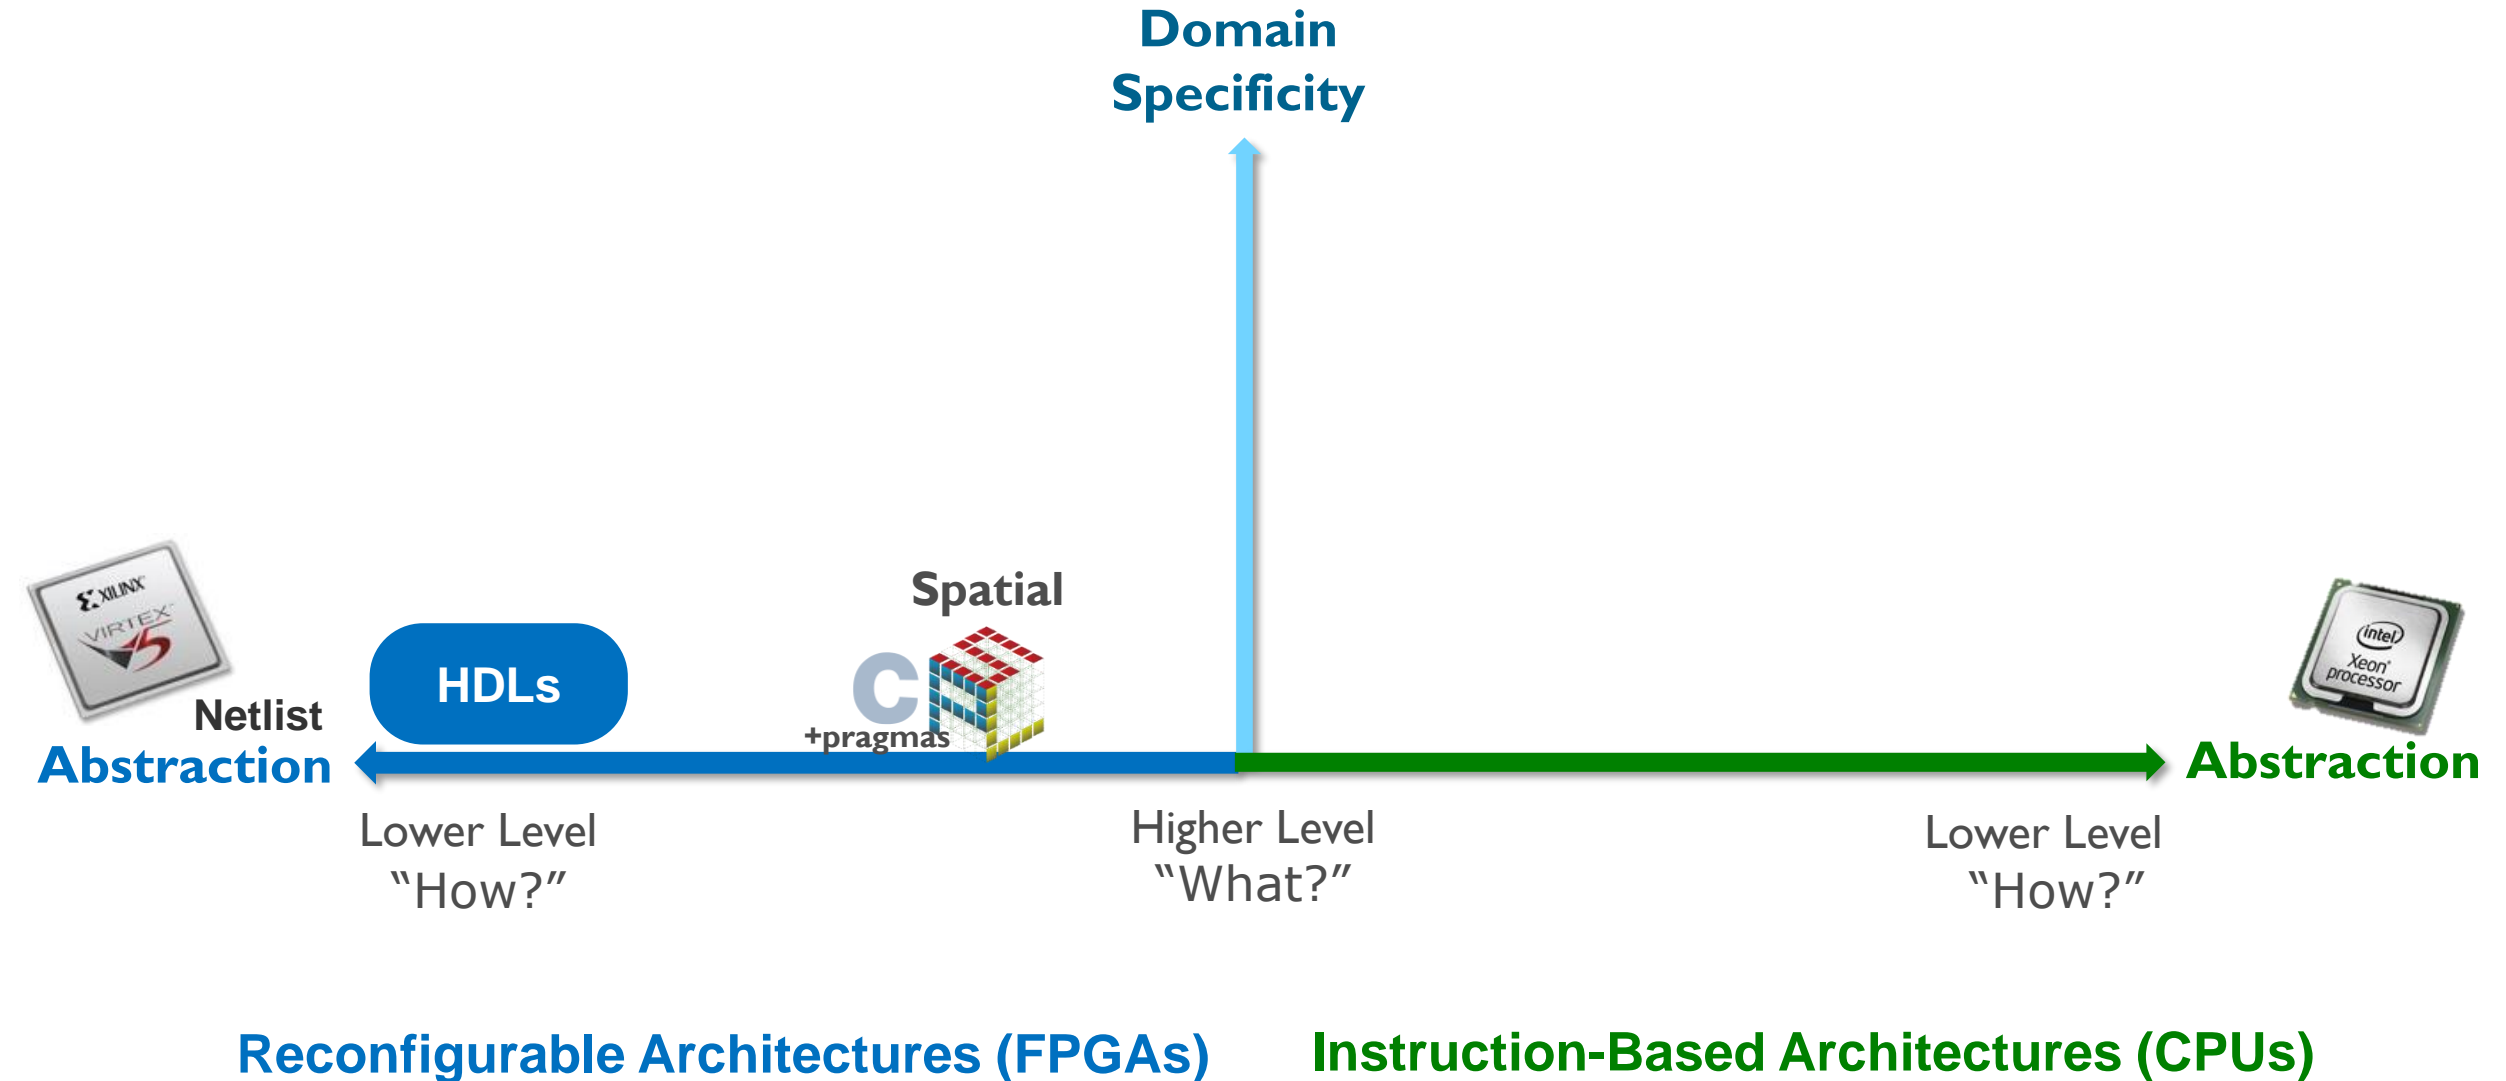 Domain
Specificity
XILINX
VIRTEX
5
Netlist
Abstraction
HDLs
Spatial
C
+pragmas
intel
Xeon
processor
Abstraction
Lower Level
“How?”
Higher Level
“What?”
Lower Level
“How?”
Reconfigurable Architectures (FPGAs)
Instruction-Based Architectures (CPUs)